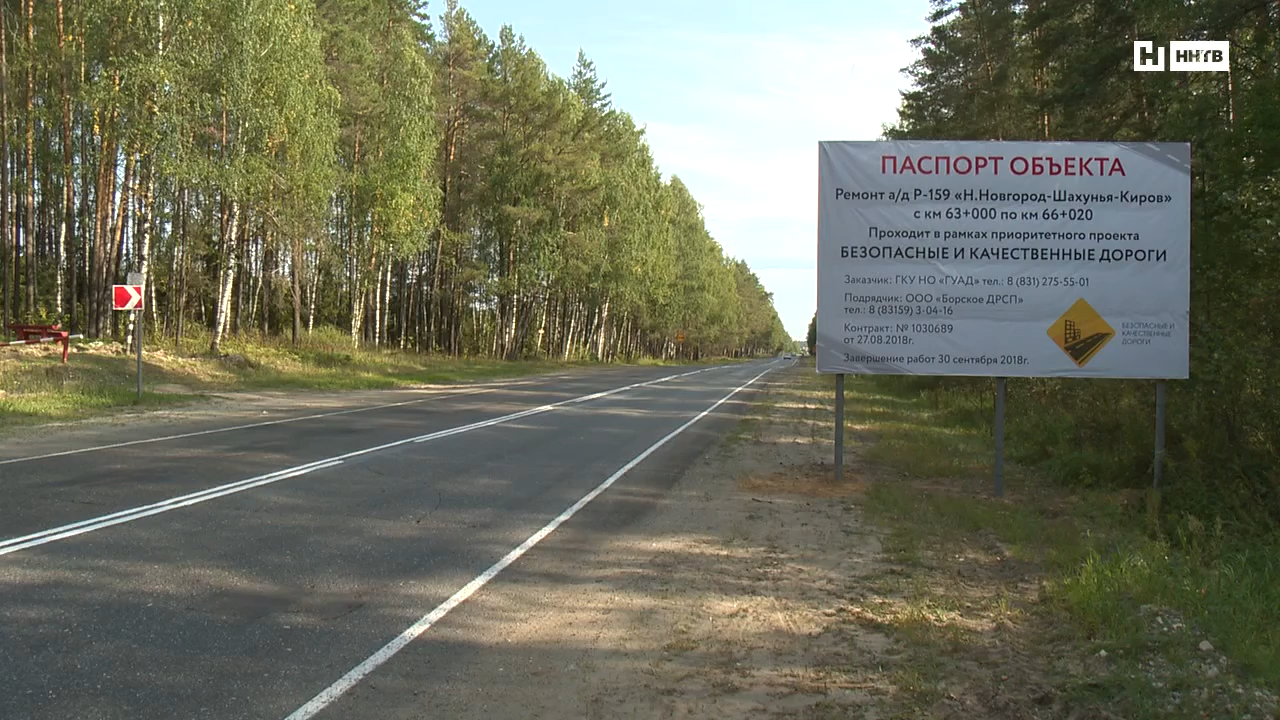 ННТВ
ПАСПОРТ ОБЪЕКТА
Ремонт а/д Р-159 «Н.Новгород-Шахунья-Киров»
с км 63+000 по км 66+020
Проходит в рамках приоритетного проекта
БЕЗОПАСНЫЕ И КАЧЕСТВЕННЫЕ ДОРОГИ
Заказчик: ГКУ НО «ГУАД» тел.: 8 (831) 275-55-01
Подрядчик: ООО «Борское ДРСП»
тел.: 8 (83159) 3-04-16
Контракт: № 1030689
от 27.08.2018г.
БЕЗОПАСНЫЕ И
КАЧЕСТВЕННЫЕ
ДОРОГИ
Завершение работ 30 сентября 2018г.